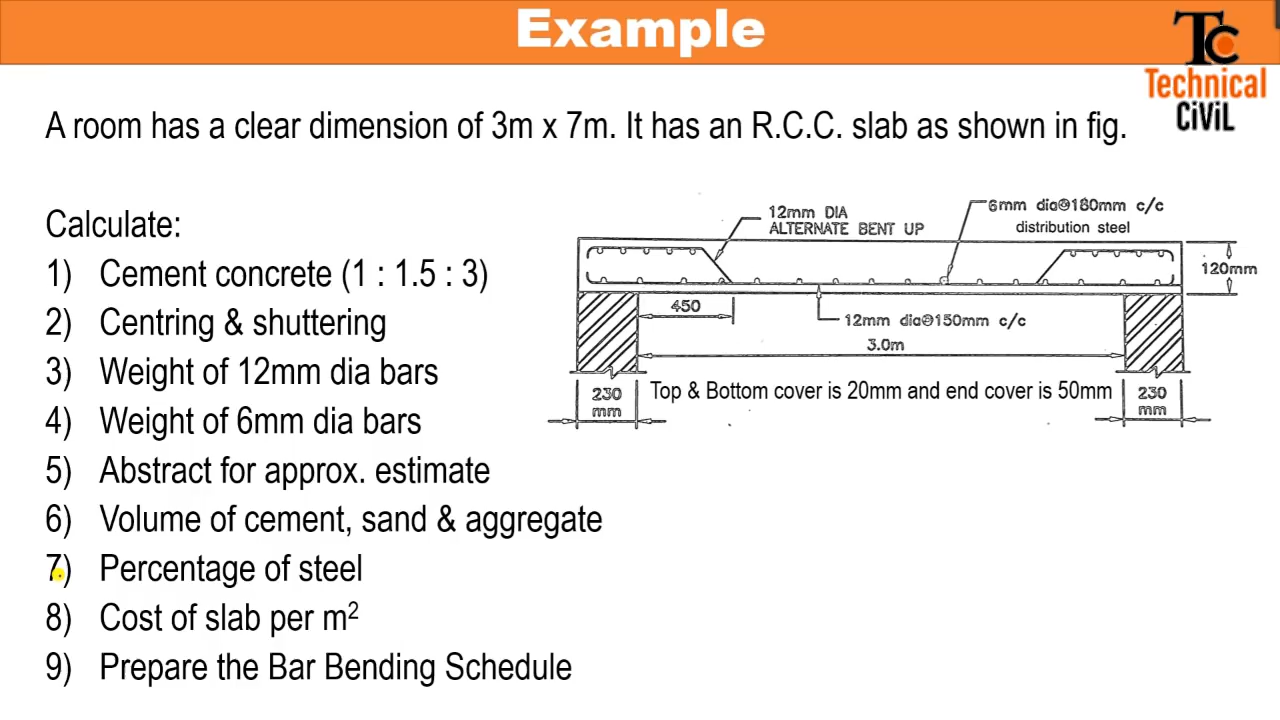 Example
Tc
Technical
CiViL
A room has a clear dimension of 3m x 7m. It has an R.C.C. slab as shown in fig.
Calculate:
1) Cement concrete (1 : 1.5 : 3)
2) Centring & shuttering
3) Weight of 12mm dia bars
4) Weight of 6mm dia bars
5) Abstract for approx. estimate
6) Volume of cement, sand & aggregate
7) Percentage of steel
8) Cost of slab per m²
9) Prepare the Bar Bending Schedule
12mm DIA
ALTERNATE BENT UP
6mm dia@180mm c/c
distribution steel
120mm
450
12mm dia@150mm c/c
3.0m
Top & Bottom cover is 20mm and end cover is 50mm
230
mm
230
mm